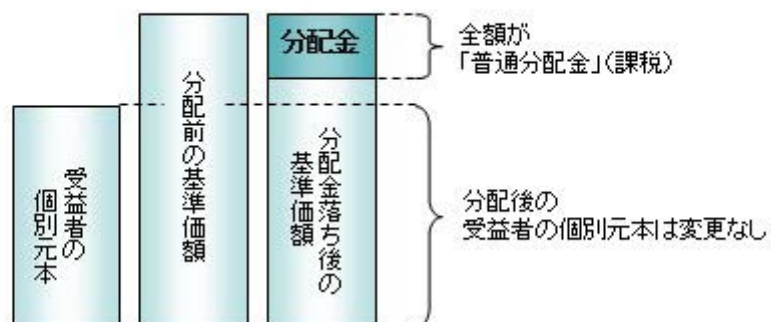 受益者の
個別元本
分配前の基準価額
分配金
分配金落ち後の
基準価額
全額が
「普通分配金」(課税)
分配後の
受益者の個別元本は変更なし